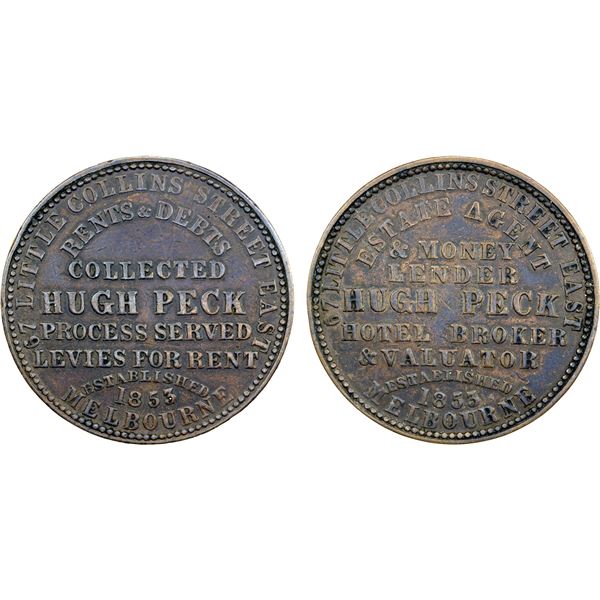 67 LITTLE COLLINS STREET EAST
RENTS & DEBTS
COLLECTED
HUGH PECK
PROCESS SERVED
LEVIES FOR RENT
ESTABLISHED
1853
MELBOURNE
67 LITTLE COLLINS STREET EAST
ESTATE AGENT
& MONEY
LENDER
HUGH PECK
HOTEL BROKER
& VALUATOR
ESTABLISHED
1853
MELBOURNE